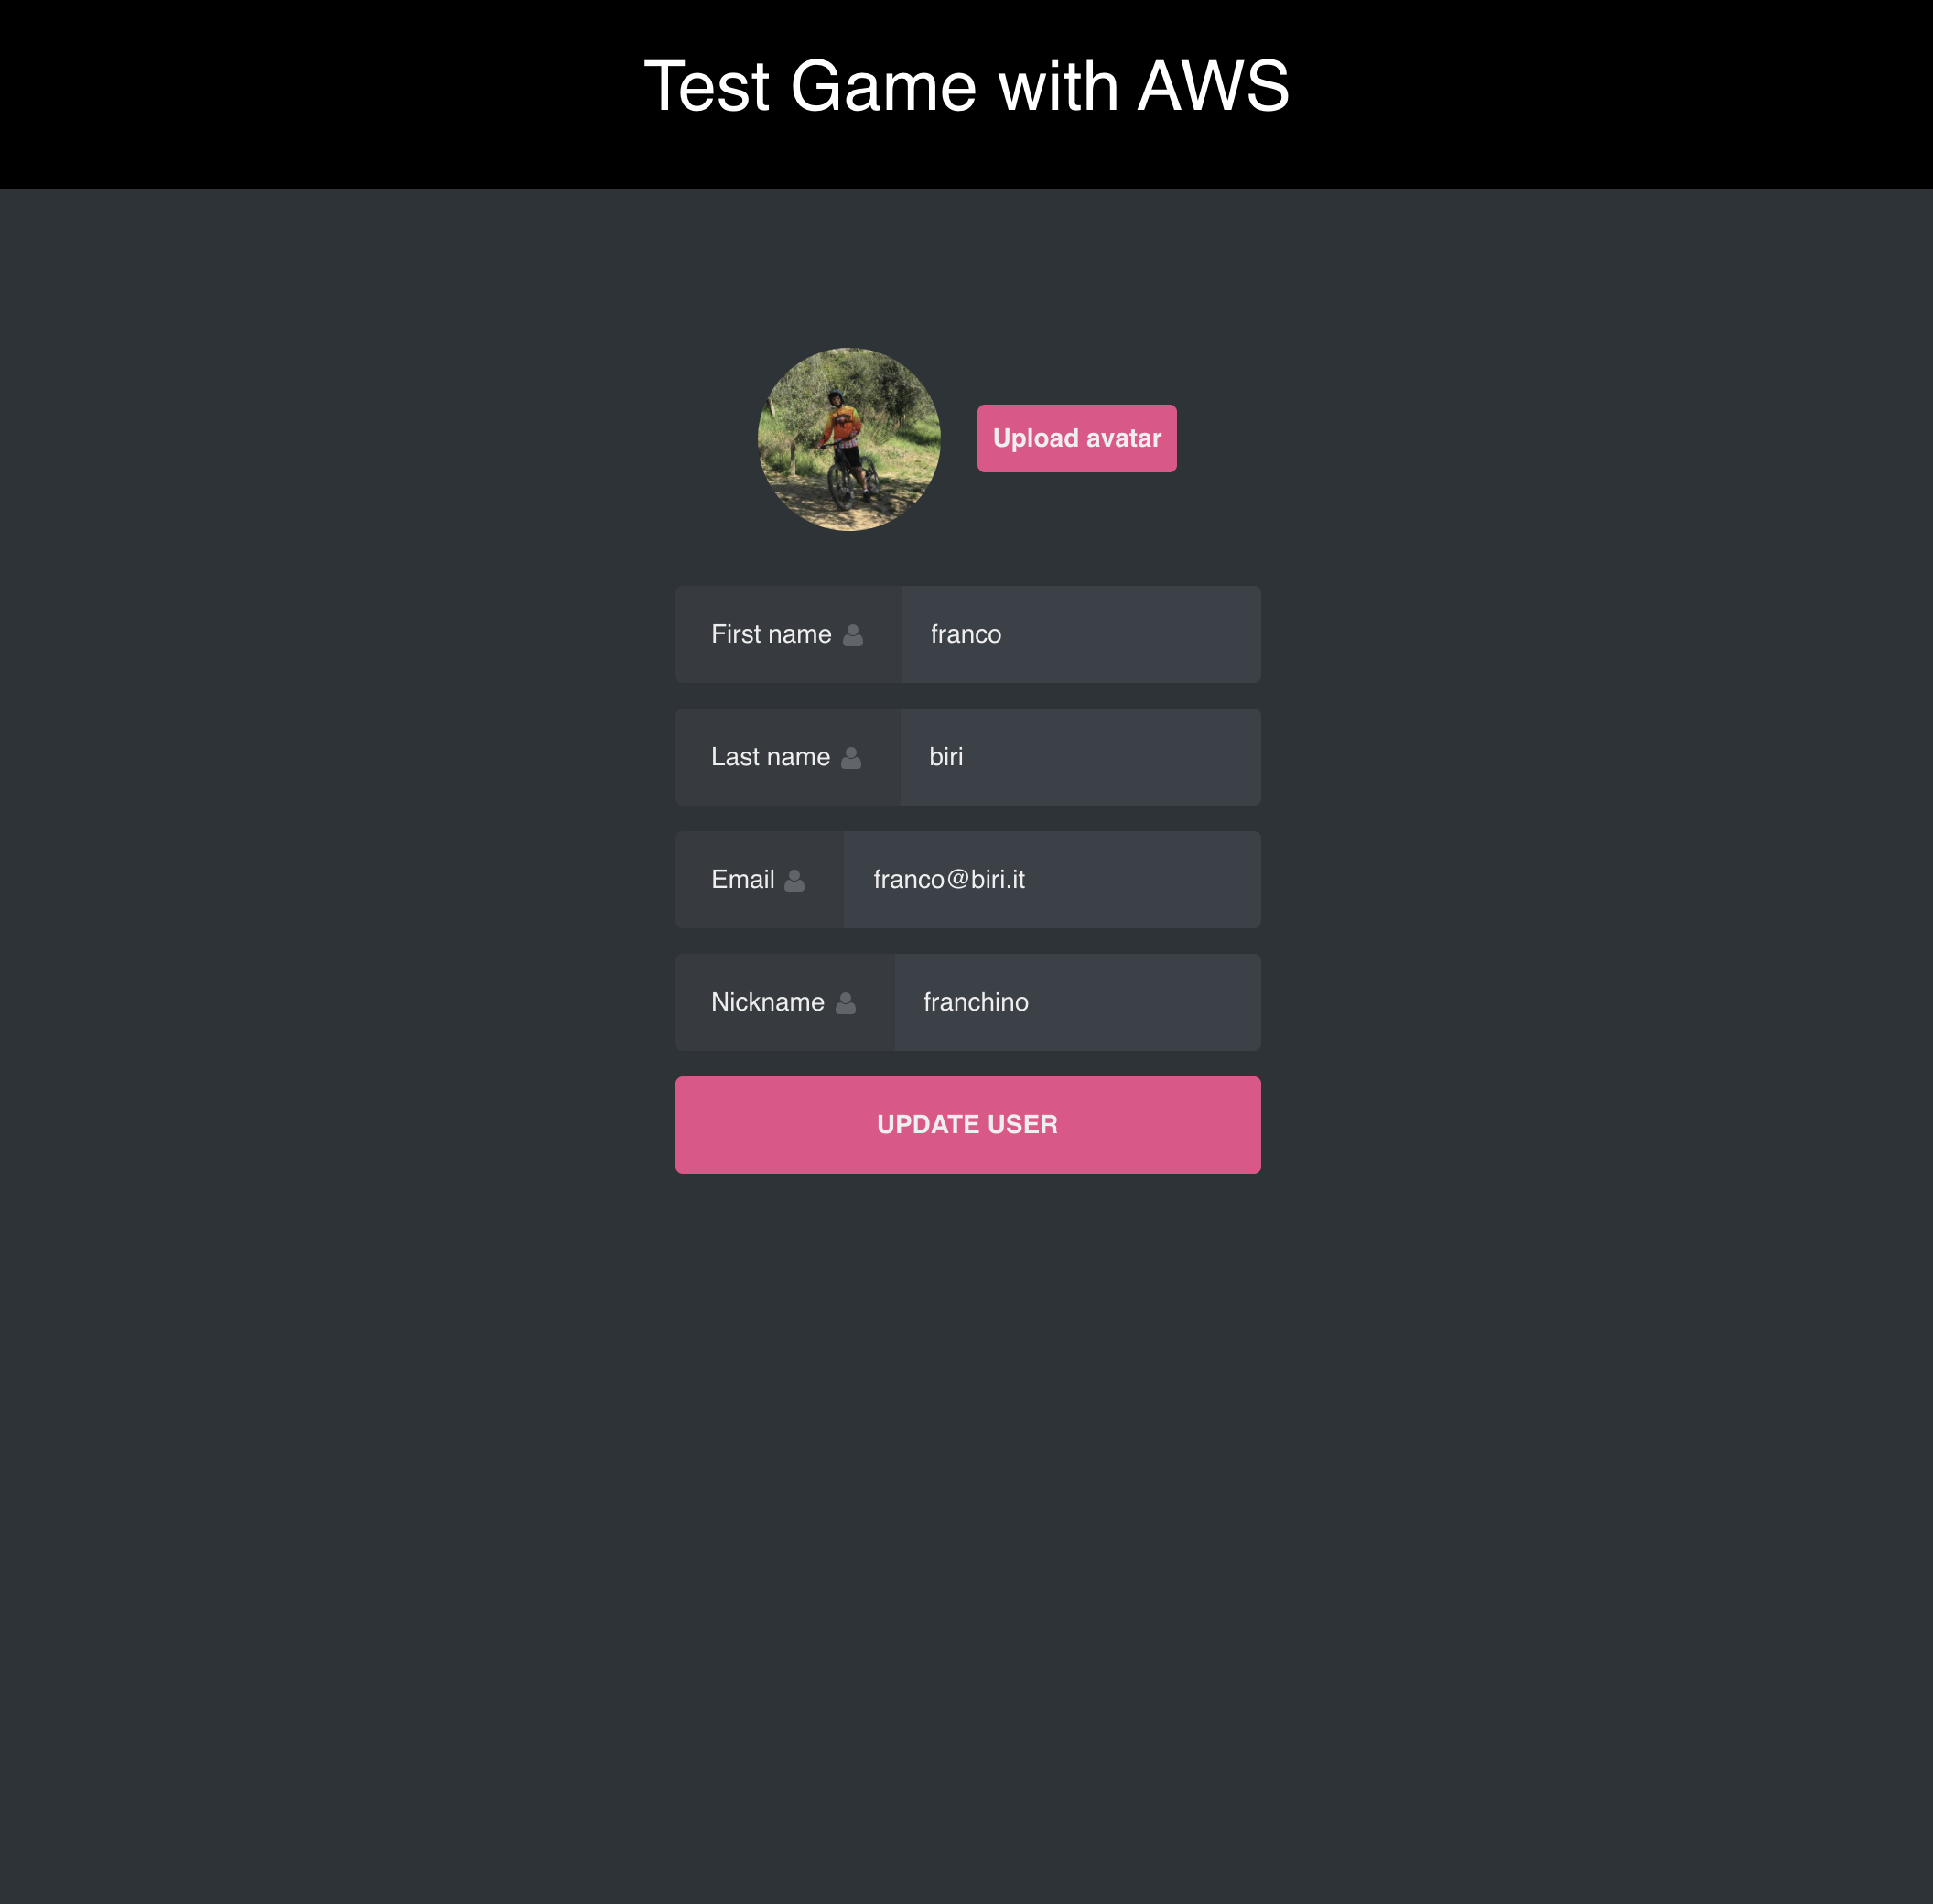 Test Game with AWS
Upload avatar
First name franco
Last name biri
Email franco@biri.it
Nickname franchino
UPDATE USER